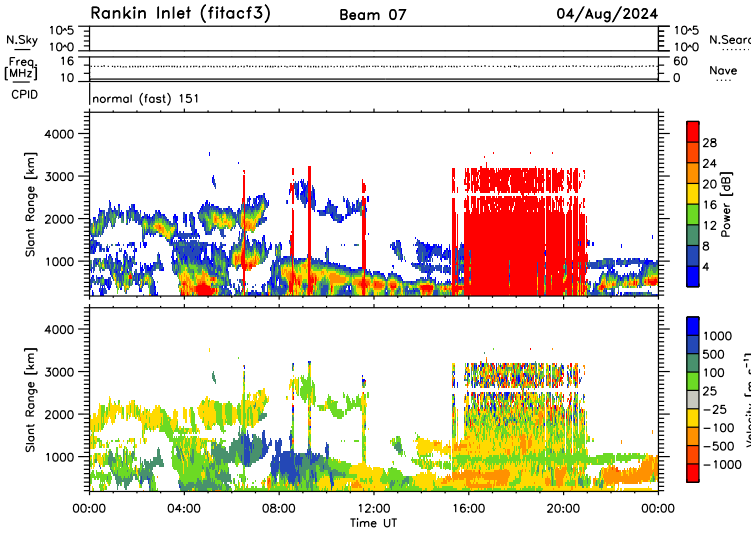 Rankin Inlet (fitacf3) Beam 07 04/Aug/2024
N.Sky 10^5 10^0 10^5 10^0 N.Sear
Freq. [MHz] 16 10 60 0 Nave
CPID normal (fast) 151
Slant Range [km] 4000 3000 2000 1000
28 24 20 16 12 8 4 Power [dB]
Slant Range [km] 4000 3000 2000 1000
1000 500 100 25 -25 -100 -500 -1000 Velocity [m s-1]
00:00 04:00 08:00 12:00 16:00 20:00 00:00
Time UT